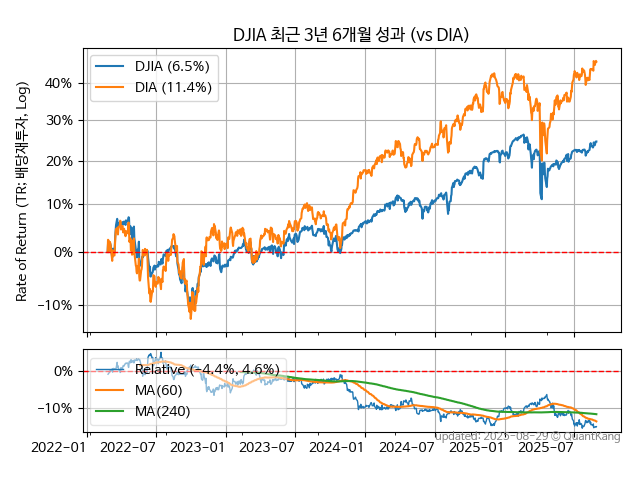 DJIA 최근 3년 6개월 성과 (vs DIA)
Rate of Return (TR: 배당재투자, Log)
DJIA (6.5%)
DIA (11.4%)
40%
30%
20%
10%
0%
−10%
Relative (−4.4%, 4.6%)
MA(60)
MA(240)
0%
−10%
2022-01 2022-07 2023-01 2023-07 2024-01 2024-07 2025-01 2025-07
Updated: 2025-08-29 © QuantKang